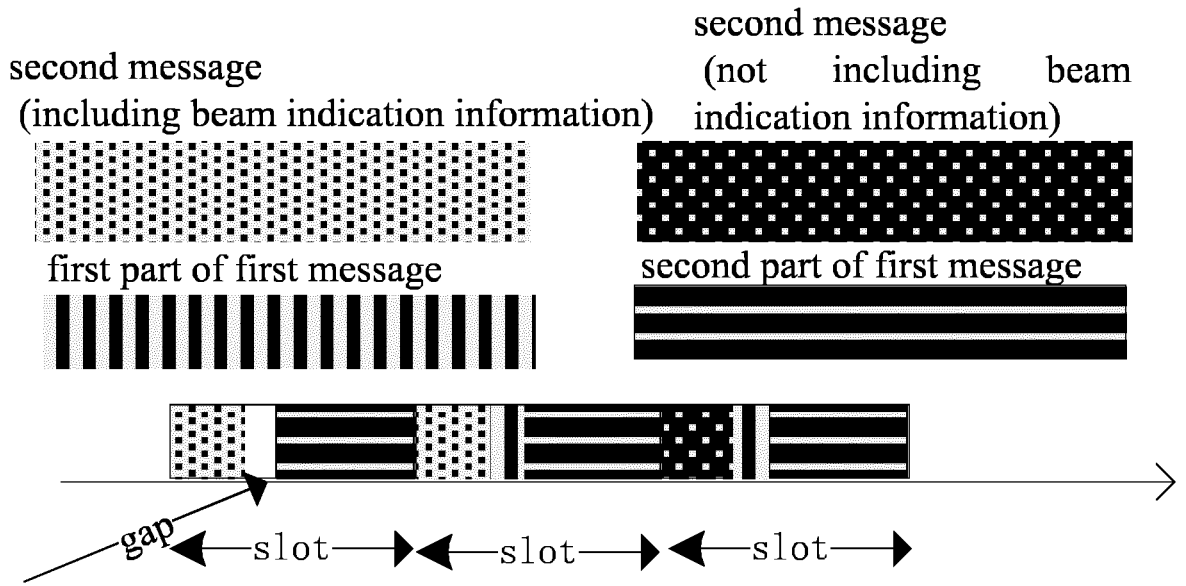 second message
(including beam indication information)
second message
(not including beam
indication information)
first part of first message
second part of first message
gap
slot
slot
slot